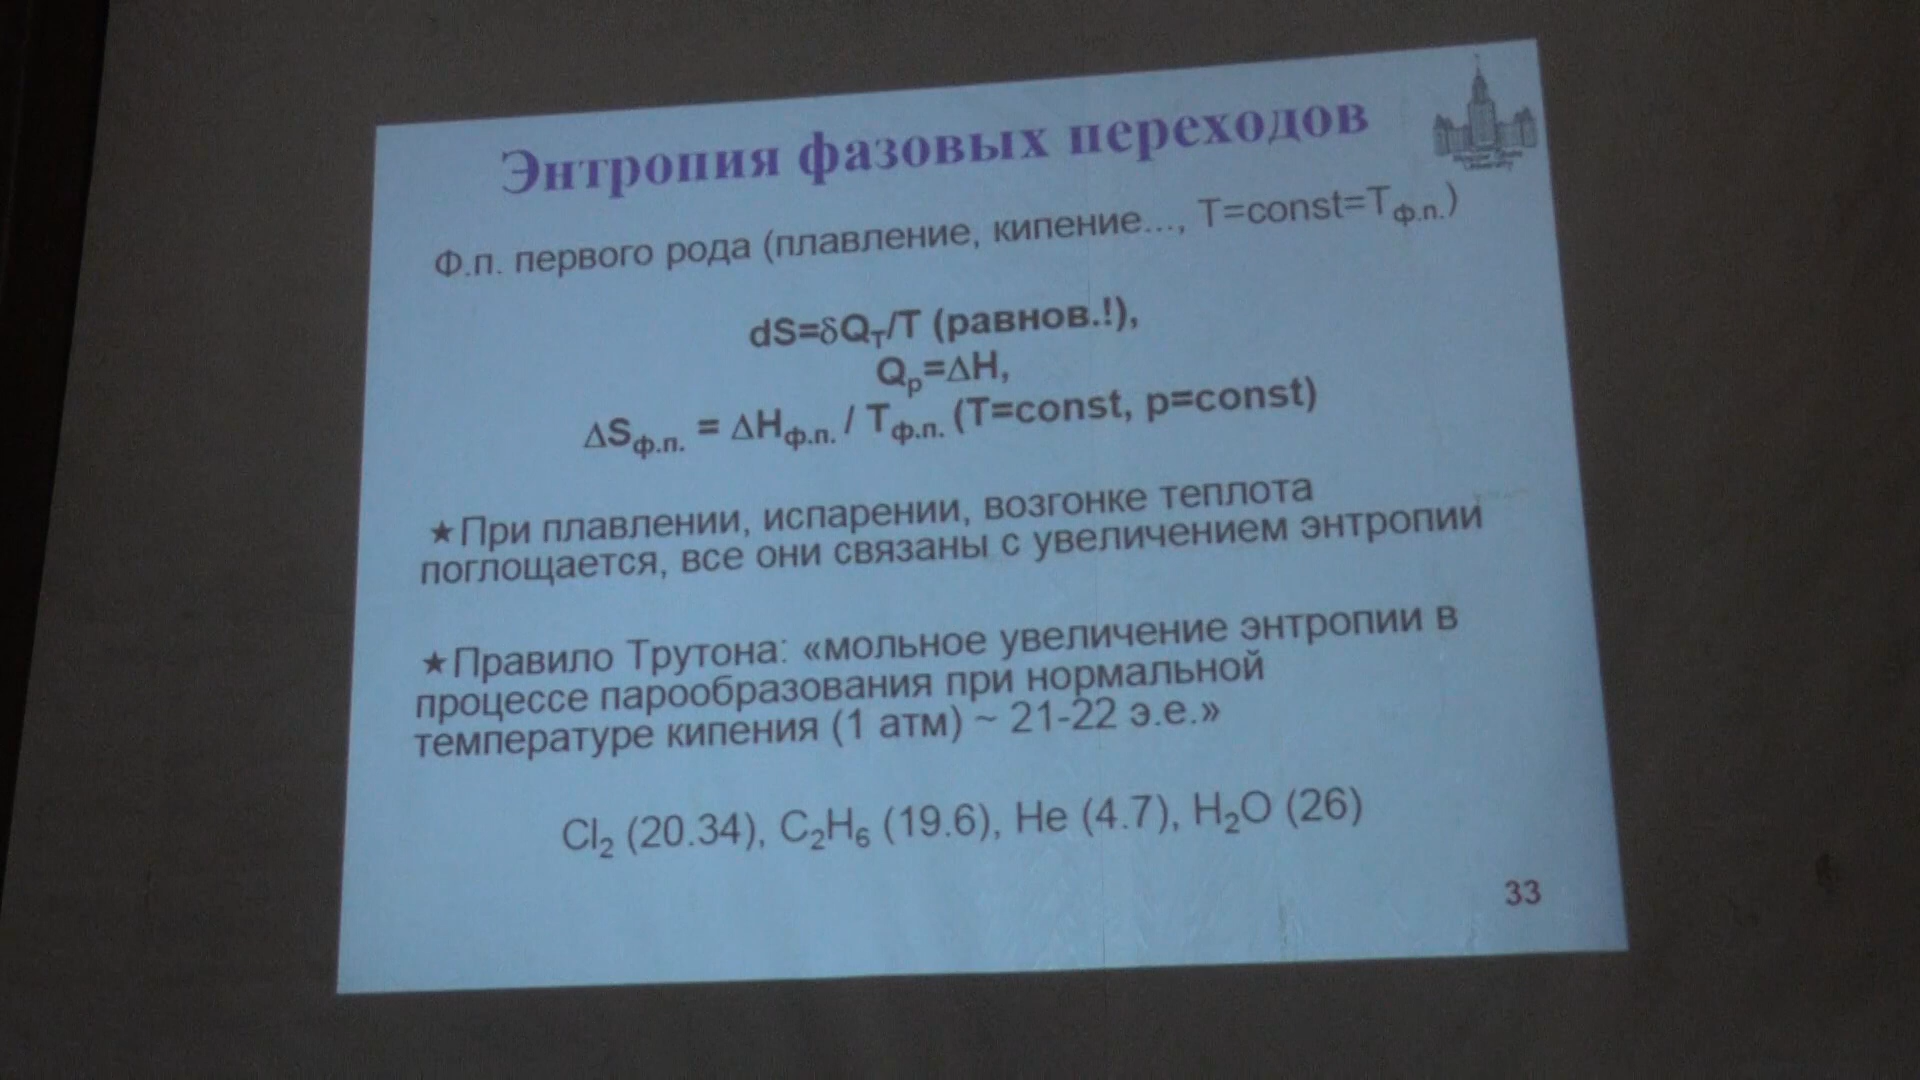 Энтропия фазовых переходов
Moscow State
University
Ф.п. первого рода (плавление, кипение..., T=const=Tф.п.)
dS=δQT/T (равнов.!),
Qp=ΔH,
ΔSф.п. = ΔHф.п. / Tф.п. (T=const, p=const)
★При плавлении, испарении, возгонке теплота
поглощается, все они связаны с увеличением энтропии
★Правило Трутона: «мольное увеличение энтропии в
процессе парообразования при нормальной
температуре кипения (1 атм) ~ 21-22 э.е.»
Cl₂ (20.34), C₂H₆ (19.6), He (4.7), H₂O (26)
33